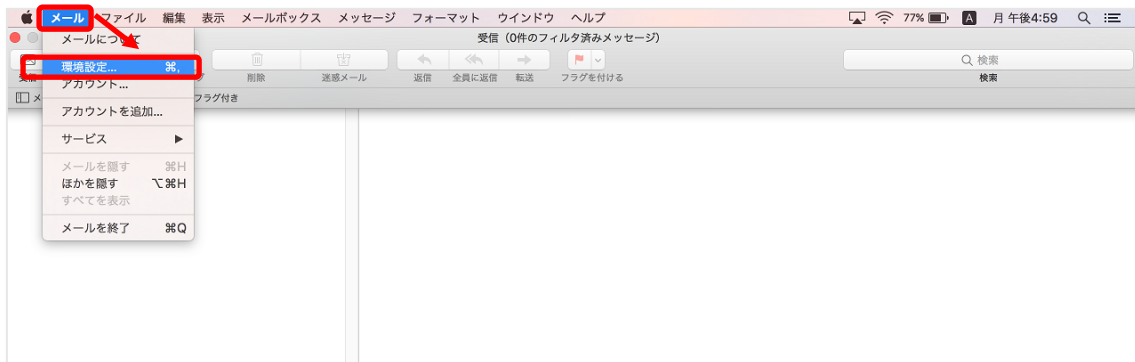 メール ファイル 編集 表示 メールボックス メッセージ フォーマット ウインドウ ヘルプ 77% A 月 午後4:59
メールについて
受信（0件のフィルタ済みメッセージ）
環境設定... ⌘,
検索
削除 迷惑メール 返信 全員に返信 転送 フラグを付ける 検索
アカウント...
フラグ付き
アカウントを追加...
サービス ▶
メールを隠す ⌘H
ほかを隠す ⌥⌘H
すべてを表示
メールを終了 ⌘Q